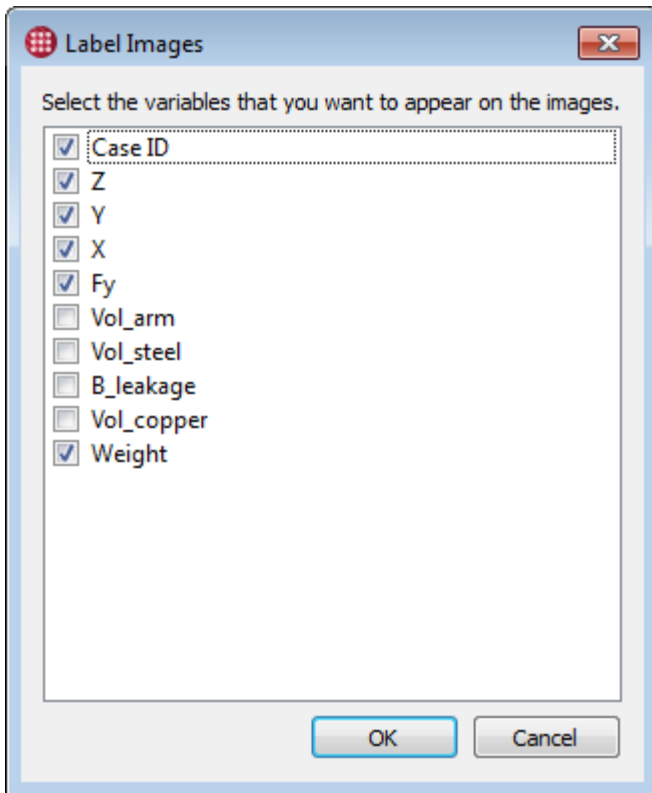 Label Images
Select the variables that you want to appear on the images.
Case ID
Z
Y
X
Fy
Vol_arm
Vol_steel
B_leakage
Vol_copper
Weight
OK Cancel